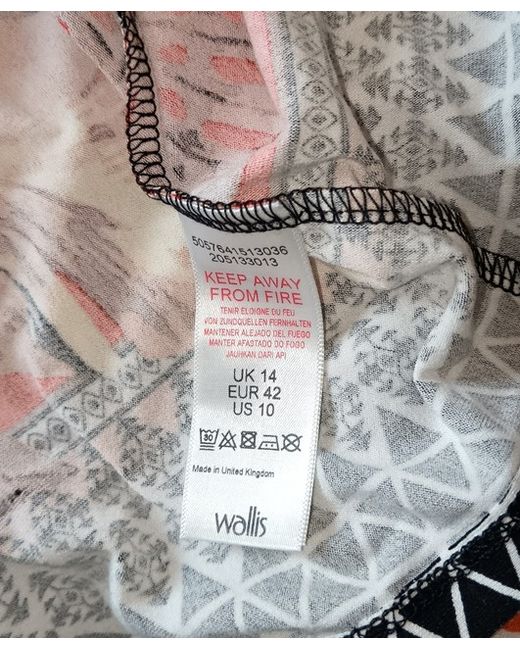 5057641513036
205133013
KEEP AWAY
FROM FIRE
TENIR ELOIGNE DU FEU
VON ZUNDQUELLEN FERNHALTEN
MANTENER ALEJADO DEL FUEGO
MANTER AFASTADO DO FOGO
JAUHKAN DARI API
UK 14
EUR 42
US 10
30
Made in United Kingdom
wallis